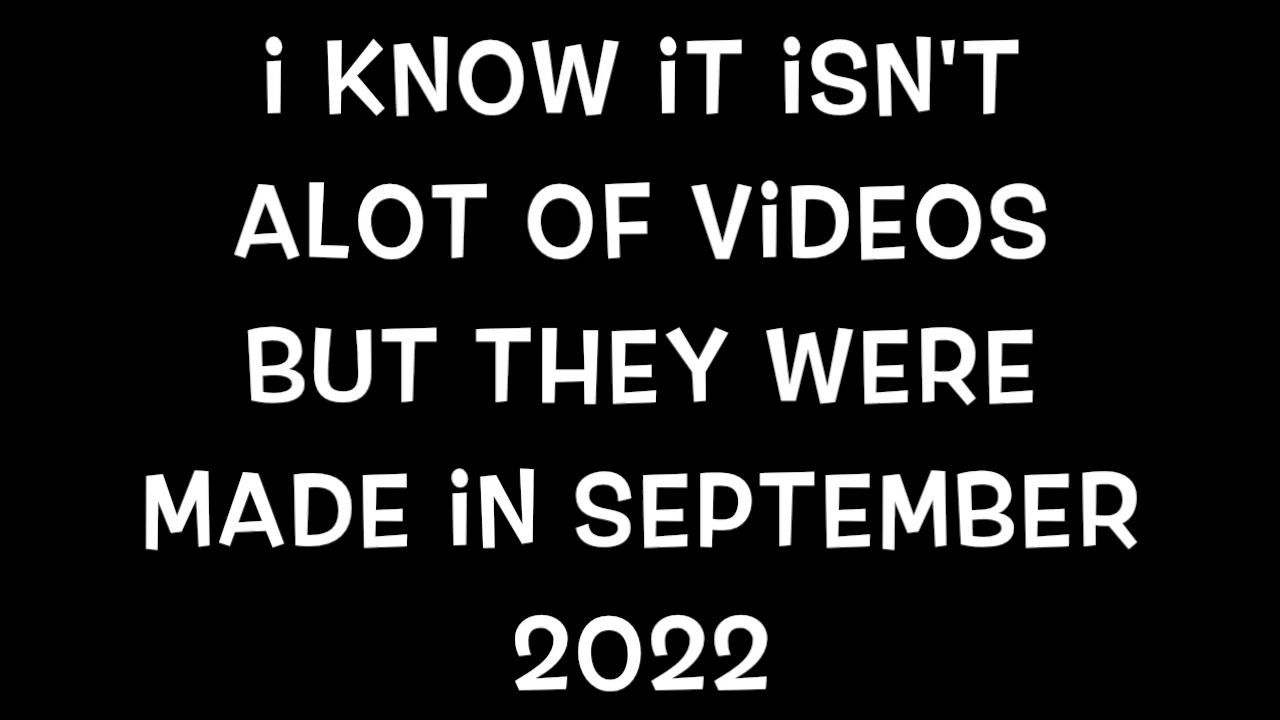 i KNOW iT iSN'T
ALOT OF ViDEOS
BUT THEY WERE
MADE iN SEPTEMBER
2022